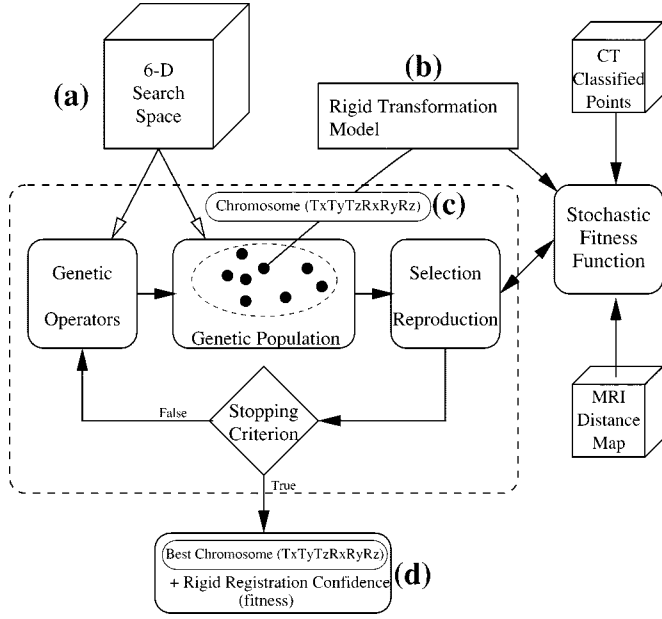 6-D
Search
Space
(a)
(b)
Rigid Transformation
Model
CT
Classified
Points
Chromosome (TxTyTzRxRyRz)
(c)
Stochastic
Fitness
Function
Genetic
Operators
Genetic Population
Selection
Reproduction
MRI
Distance
Map
False
Stopping
Criterion
True
Best Chromosome (TxTyTzRxRyRz)
+ Rigid Registration Confidence
(fitness)
(d)